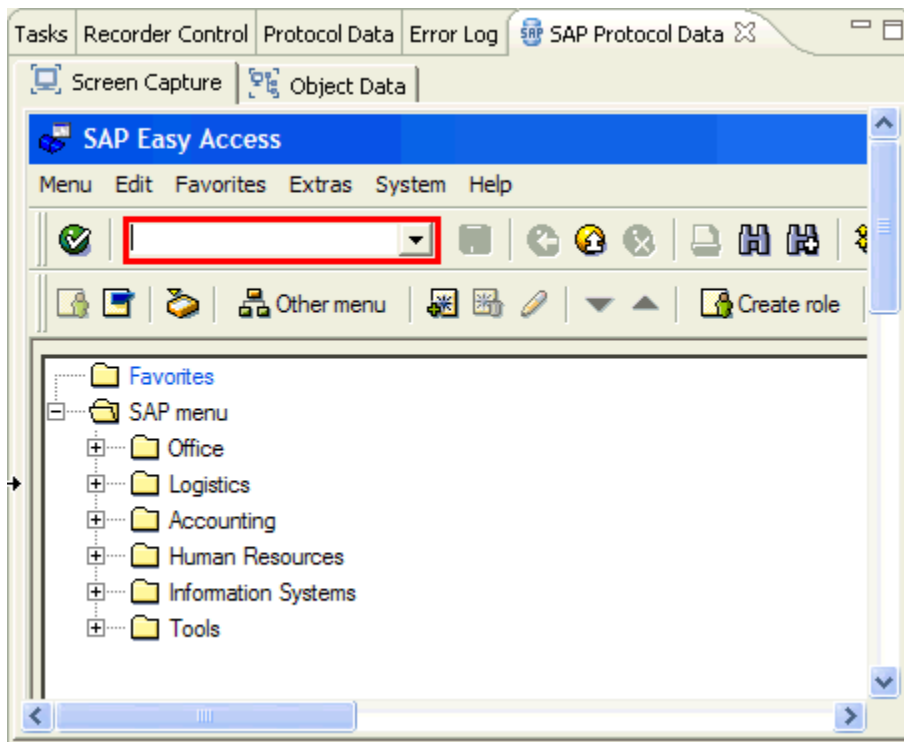 Tasks Recorder Control Protocol Data Error Log SAP SAP Protocol Data
Screen Capture Object Data
SAP Easy Access
Menu Edit Favorites Extras System Help
Other menu Create role
Favorites
SAP menu
Office
Logistics
Accounting
Human Resources
Information Systems
Tools